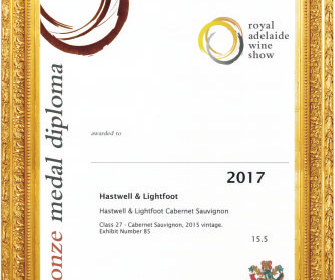 royal
adelaide
wine
show
onze medal diploma
awarded to
2017
Hastwell & Lightfoot
Hastwell & Lightfoot Cabernet Sauvignon
Class 27 - Cabernet Sauvignon, 2015 vintage.
Exhibit Number 85
15.5